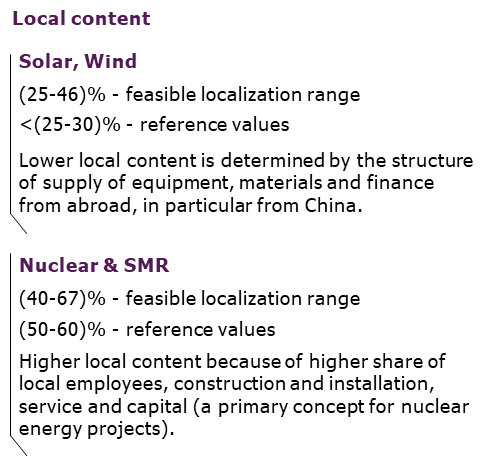 Local content
Solar, Wind
(25-46)% - feasible localization range
<(25-30)% - reference values
Lower local content is determined by the structure
of supply of equipment, materials and finance
from abroad, in particular from China.
Nuclear & SMR
(40-67)% - feasible localization range
(50-60)% - reference values
Higher local content because of higher share of
local employees, construction and installation,
service and capital (a primary concept for nuclear
energy projects).